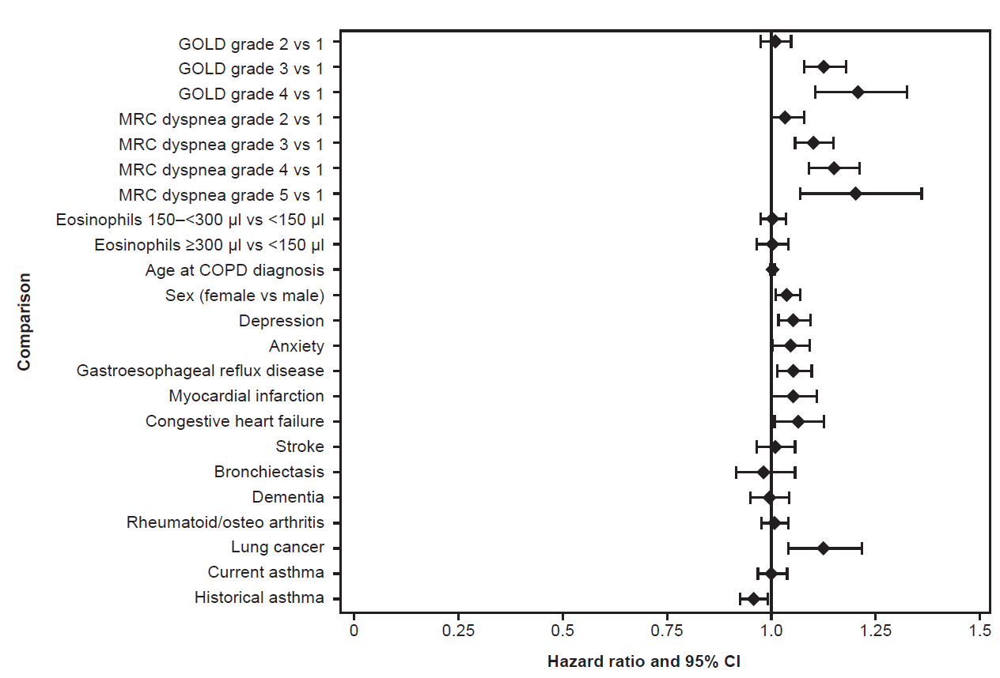 GOLD grade 2 vs 1
GOLD grade 3 vs 1
GOLD grade 4 vs 1
MRC dyspnea grade 2 vs 1
MRC dyspnea grade 3 vs 1
MRC dyspnea grade 4 vs 1
MRC dyspnea grade 5 vs 1
Eosinophils 150–<300 µl vs <150 µl
Eosinophils ≥300 µl vs <150 µl
Age at COPD diagnosis
Sex (female vs male)
Depression
Anxiety
Gastroesophageal reflux disease
Myocardial infarction
Congestive heart failure
Stroke
Bronchiectasis
Dementia
Rheumatoid/osteo arthritis
Lung cancer
Current asthma
Historical asthma
Comparison
0 0.25 0.5 0.75 1.0 1.25 1.5
Hazard ratio and 95% CI